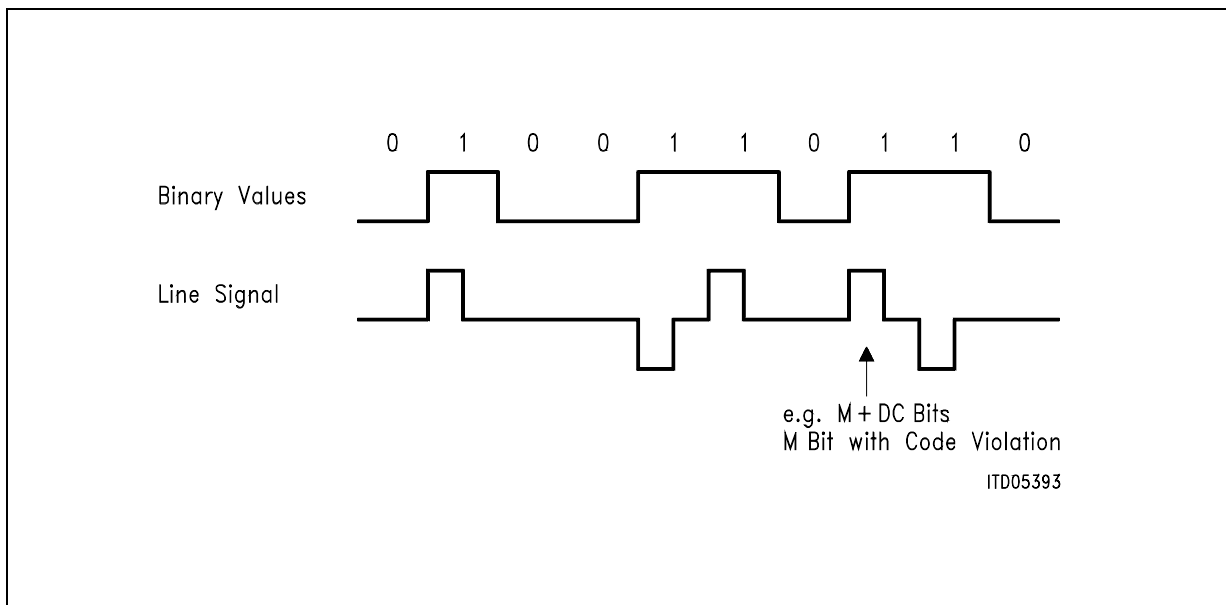 0 1 0 0 1 1 0 1 1 0
Binary Values
Line Signal
e.g. M + DC Bits
M Bit with Code Violation
ITD05393